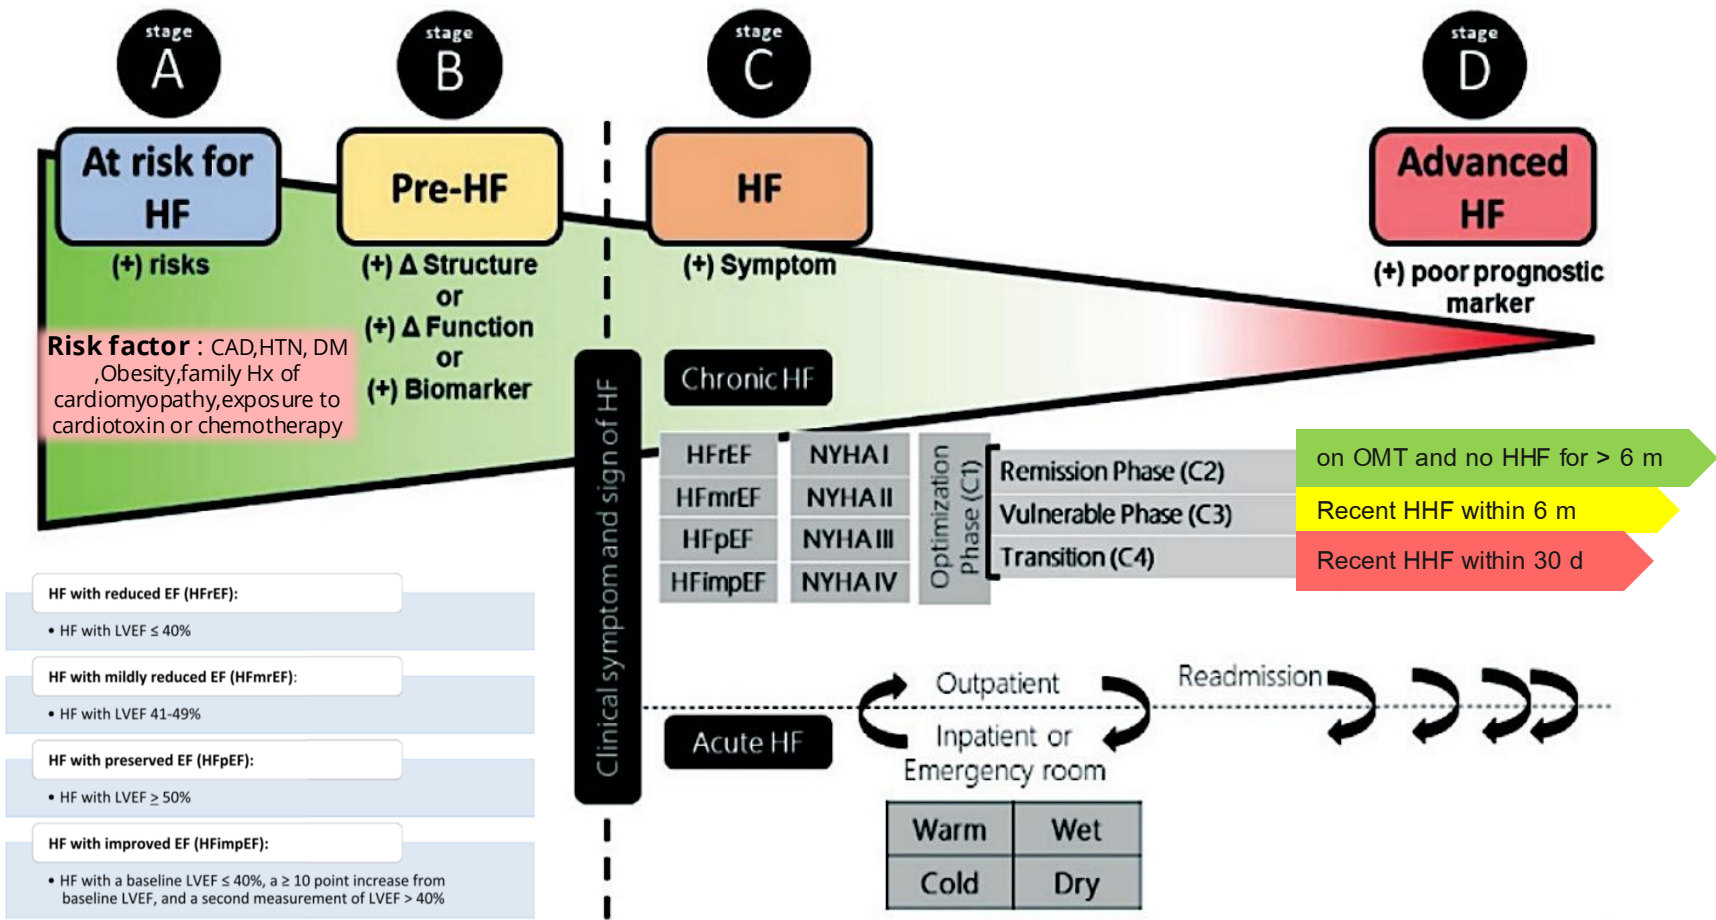 stage
A
stage
B
stage
C
stage
D
At risk for
HF
(+) risks
Pre-HF
(+) Δ Structure
or
(+) Δ Function
or
(+) Biomarker
HF
(+) Symptom
Advanced
HF
(+) poor prognostic
marker
Risk factor : CAD,HTN, DM
,Obesity,family Hx of
cardiomyopathy,exposure to
cardiotoxin or chemotherapy
Clinical symptom and sign of HF
Chronic HF
HFrEF
HFmrEF
HFpEF
HFimpEF
NYHA I
NYHA II
NYHA III
NYHA IV
Optimization
Phase (C1)
Remission Phase (C2)
Vulnerable Phase (C3)
Transition (C4)
on OMT and no HHF for > 6 m
Recent HHF within 6 m
Recent HHF within 30 d
HF with reduced EF (HFrEF):
• HF with LVEF ≤ 40%
HF with mildly reduced EF (HFmrEF):
• HF with LVEF 41-49%
HF with preserved EF (HFpEF):
• HF with LVEF ≥ 50%
HF with improved EF (HFimpEF):
• HF with a baseline LVEF ≤ 40%, a ≥ 10 point increase from
baseline LVEF, and a second measurement of LVEF > 40%
Acute HF
Outpatient
Inpatient or
Emergency room
Readmission
Warm
Wet
Cold
Dry